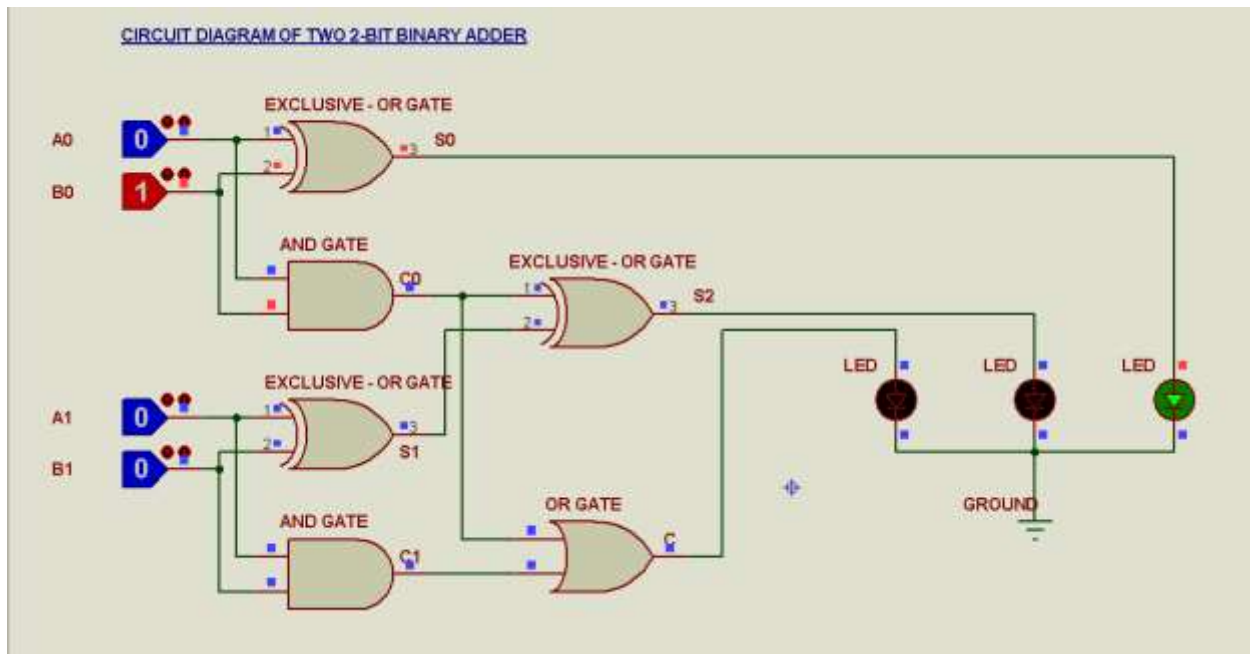 CIRCUIT DIAGRAM OF TWO 2-BIT BINARY ADDER
EXCLUSIVE - OR GATE
A0 0 1 3 S0
B0 1 2
AND GATE
C0
EXCLUSIVE - OR GATE
1 3 S2
2
LED LED LED
EXCLUSIVE - OR GATE
A1 0 1 3
S1
B1 0 2
AND GATE
C1
OR GATE
C
GROUND